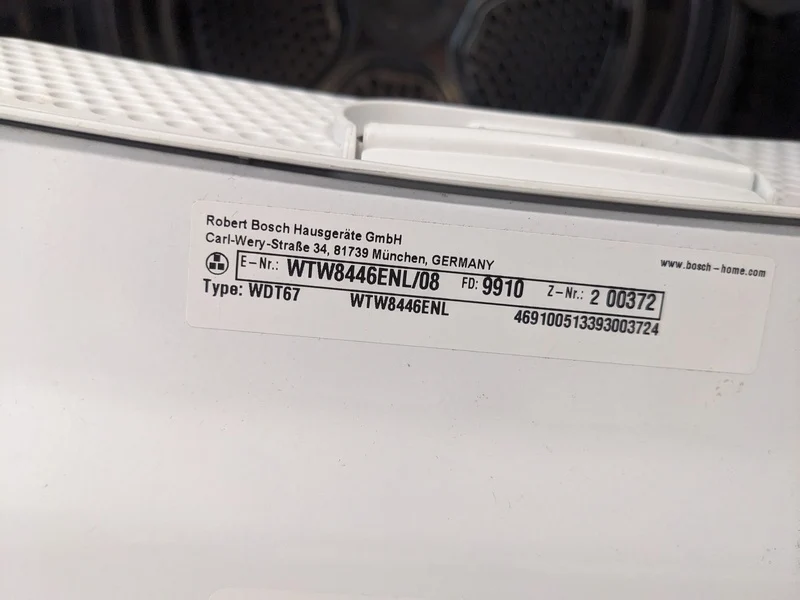 Robert Bosch Hausgeräte GmbH
Carl-Wery-Straße 34, 81739 München, GERMANY
www.bosch-home.com
E-Nr.: WTW8446ENL/08 FD: 9910 Z-Nr.: 2 00372
Type: WDT67 WTW8446ENL 469100513393003724